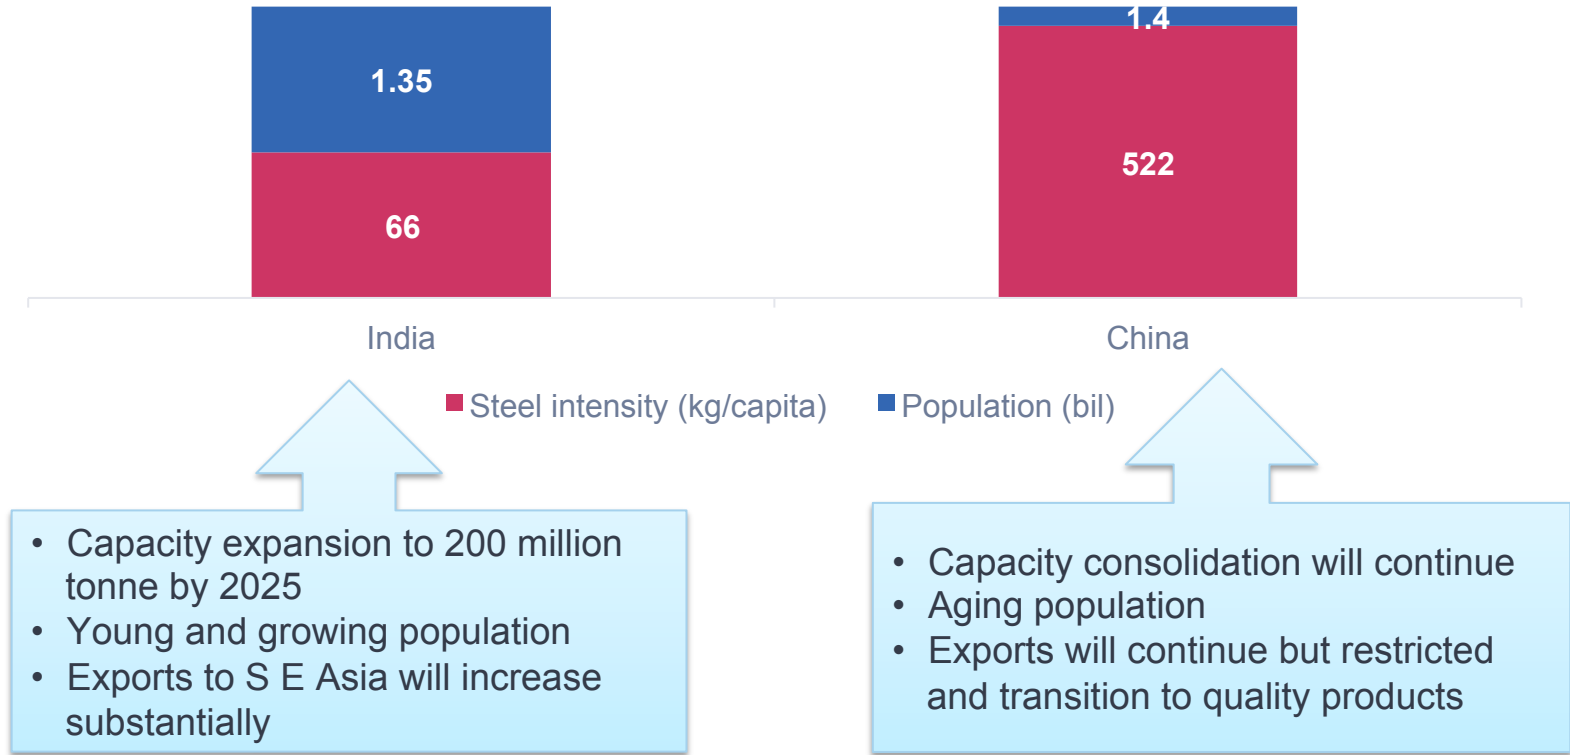 1.35
66
1.4
522
India
China
Steel intensity (kg/capita)
Population (bil)
• Capacity expansion to 200 million
tonne by 2025
• Young and growing population
• Exports to S E Asia will increase
substantially
• Capacity consolidation will continue
• Aging population
• Exports will continue but restricted
and transition to quality products